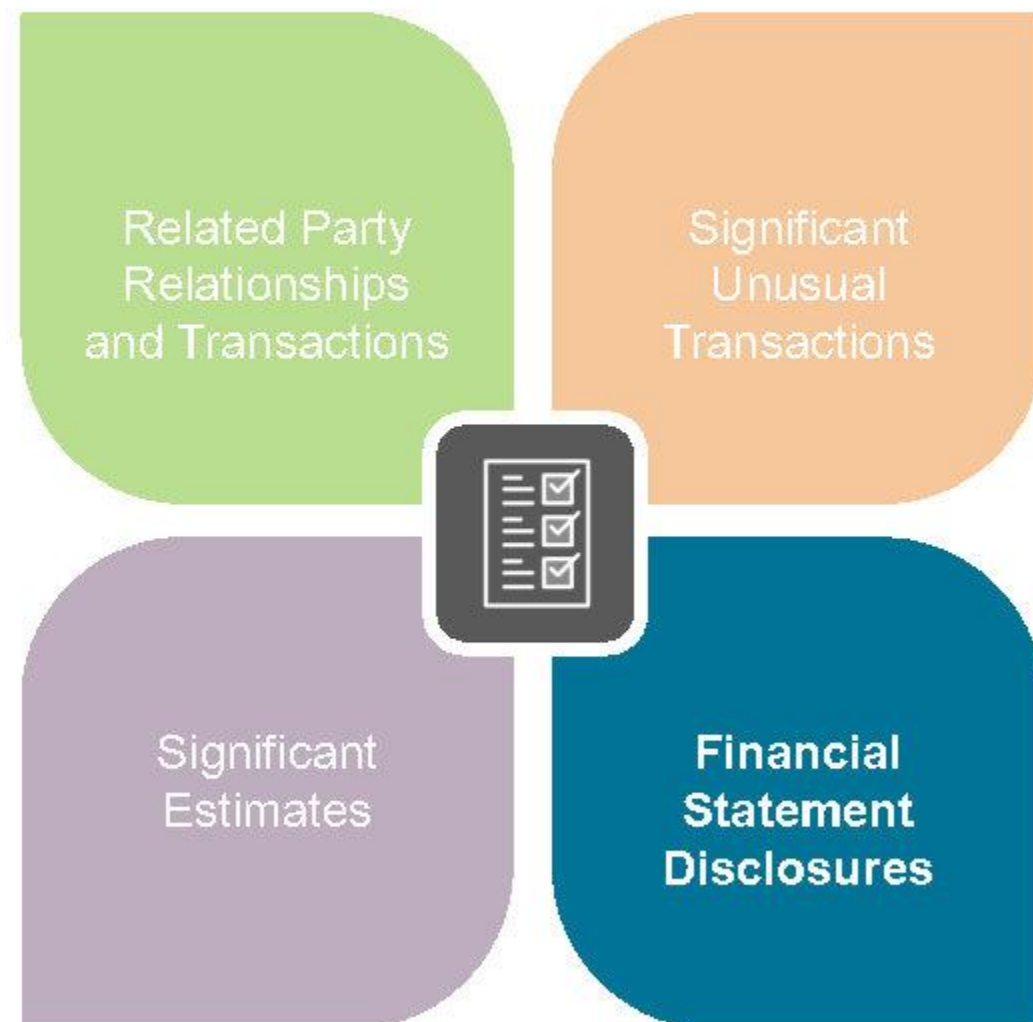 Related Party
Relationships
and Transactions
Significant
Unusual
Transactions
Significant
Estimates
Financial
Statement
Disclosures